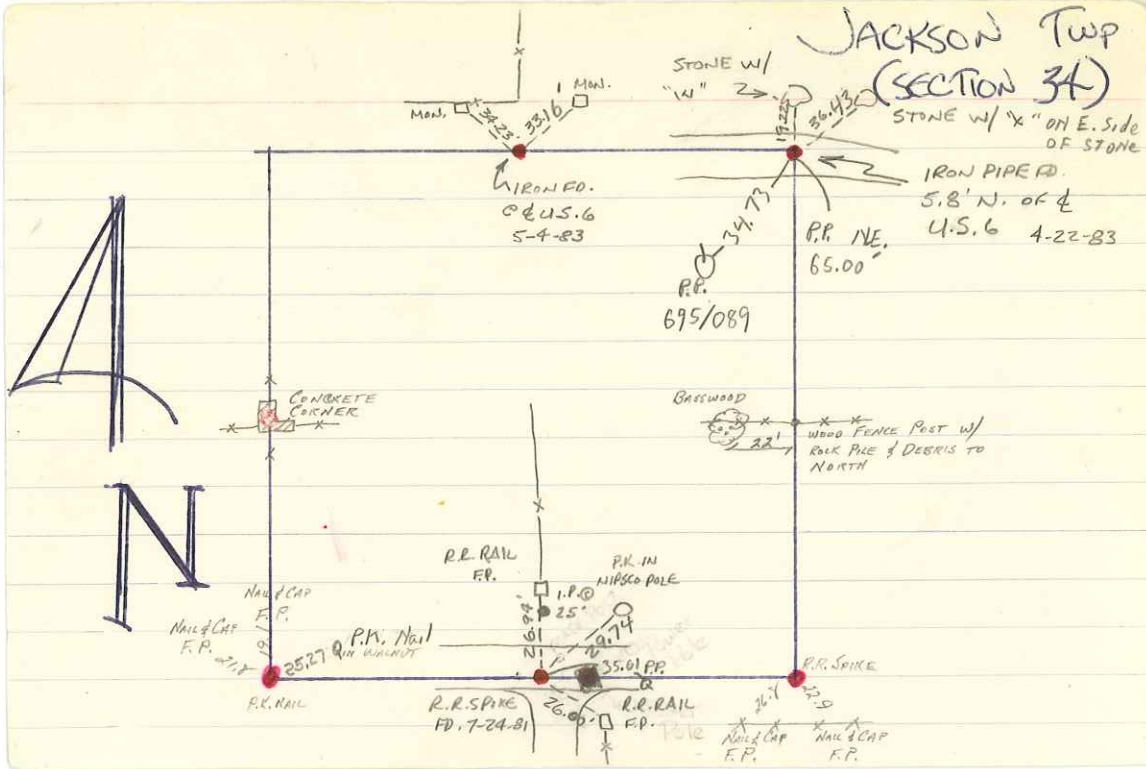 JACKSON TWP
(SECTION 34)
STONE W/
"W"
MON.
MON.
34.23
33.16'
19.225
36.43
STONE W/ "X" ON E. Side
OF STONE
IRON FD.
@ ⅊ U.S. 6
5-4-83
IRON PIPE FD.
5.8' N. OF ⅊
U.S. 6 4-22-83
34.73
P.P. NE.
65.00'
P.P.
695/089
CONCRETE
CORNER
BASSWOOD
22'
WOOD FENCE POST W/
ROCK PILE & DEBRIS TO
NORTH
N
R.R. RAIL
F.P.
P.K. IN
NIPSCO POLE
I.P. @
25'
26.94'
29.74
NAIL & CAP
F.P.
NAIL & CAP
F.P.
25.27
P.K. Nail
IN WALNUT
35.01 P.P.
P.K. NAIL
R.R. SPIKE
FD. 7-24-81
R.R. RAIL
F.P.
R.R. SPIKE
22.9
NAIL & CAP
F.P.
NAIL & CAP
F.P.
Pole